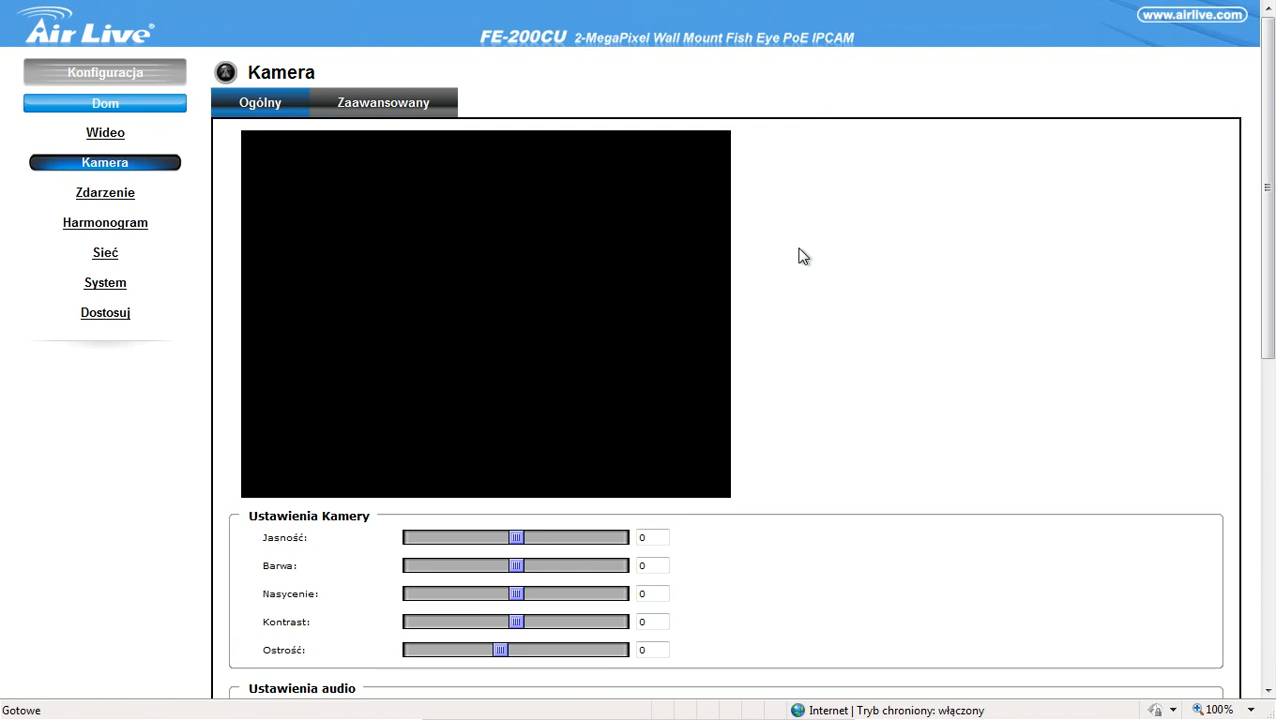 Air Live®
www.airlive.com
FE-200CU 2-MegaPixel Wall Mount Fish Eye PoE IPCAM
Konfiguracja
Dom
Wideo
Kamera
Zdarzenie
Harmonogram
Sieć
System
Dostosuj
Kamera
Ogólny
Zaawansowany
Ustawienia Kamery
Jasność: 0
Barwa: 0
Nasycenie: 0
Kontrast: 0
Ostrość: 0
Ustawienia audio
Gotowe
Internet | Tryb chroniony: włączony
100%